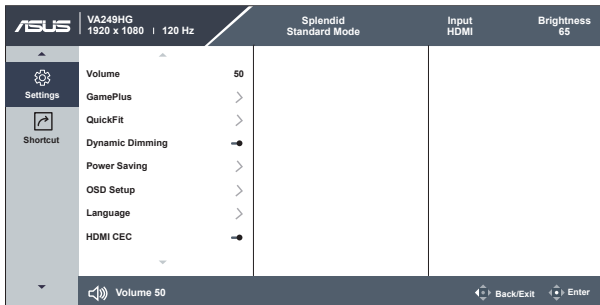 ASUS
VA249HG
1920 x 1080 | 120 Hz
Splendid
Standard Mode
Input
HDMI
Brightness
65
Settings
Shortcut
Volume 50
GamePlus
QuickFit
Dynamic Dimming
Power Saving
OSD Setup
Language
HDMI CEC
Volume 50
Back/Exit
Enter